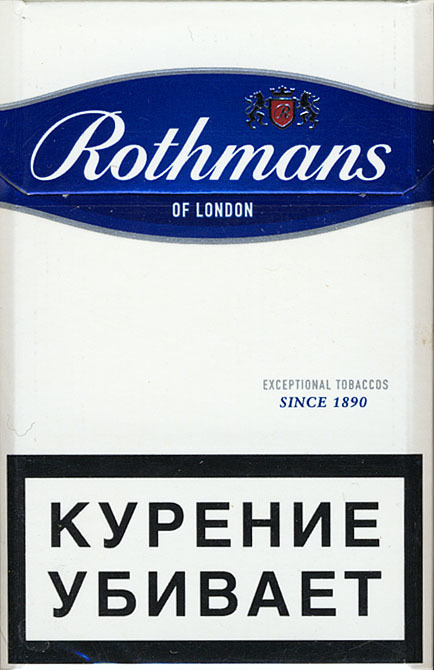 R
Rothmans
OF LONDON
EXCEPTIONAL TOBACCOS
SINCE 1890
КУРЕНИЕ
УБИВАЕТ